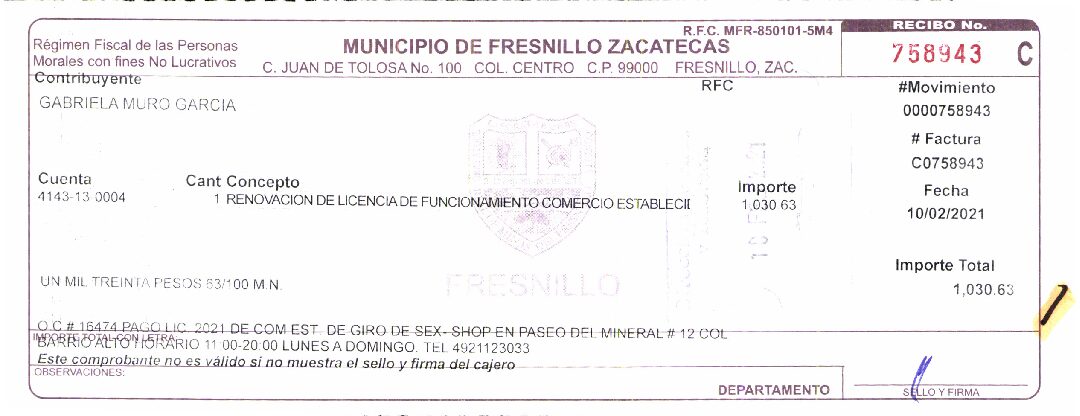 Régimen Fiscal de las Personas
Morales con fines No Lucrativos
R.F.C. MFR-850101-5M4
MUNICIPIO DE FRESNILLO ZACATECAS
C. JUAN DE TOLOSA No. 100 COL. CENTRO C.P. 99000 FRESNILLO, ZAC.
RECIBO No.
758943 C
Contribuyente
RFC
GABRIELA MURO GARCIA
#Movimiento
0000758943
# Factura
C0758943
Fecha
10/02/2021
Cuenta Cant Concepto Importe
4143-13-0004 1 RENOVACION DE LICENCIA DE FUNCIONAMIENTO COMERCIO ESTABLECII 1,030.63
FRESNILLO
Importe Total
1,030.63
UN MIL TREINTA PESOS 63/100 M.N.
O.C # 16474 PAGO LIC. 2021 DE COM EST. DE GIRO DE SEX- SHOP EN PASEO DEL MINERAL # 12 COL
IMPORTE TOTAL CON LETRA
BARRIO ALTO HORARIO 11:00-20:00 LUNES A DOMINGO. TEL 4921123033
Este comprobante no es válido si no muestra el sello y firma del cajero
OBSERVACIONES:
DEPARTAMENTO
SELLO Y FIRMA